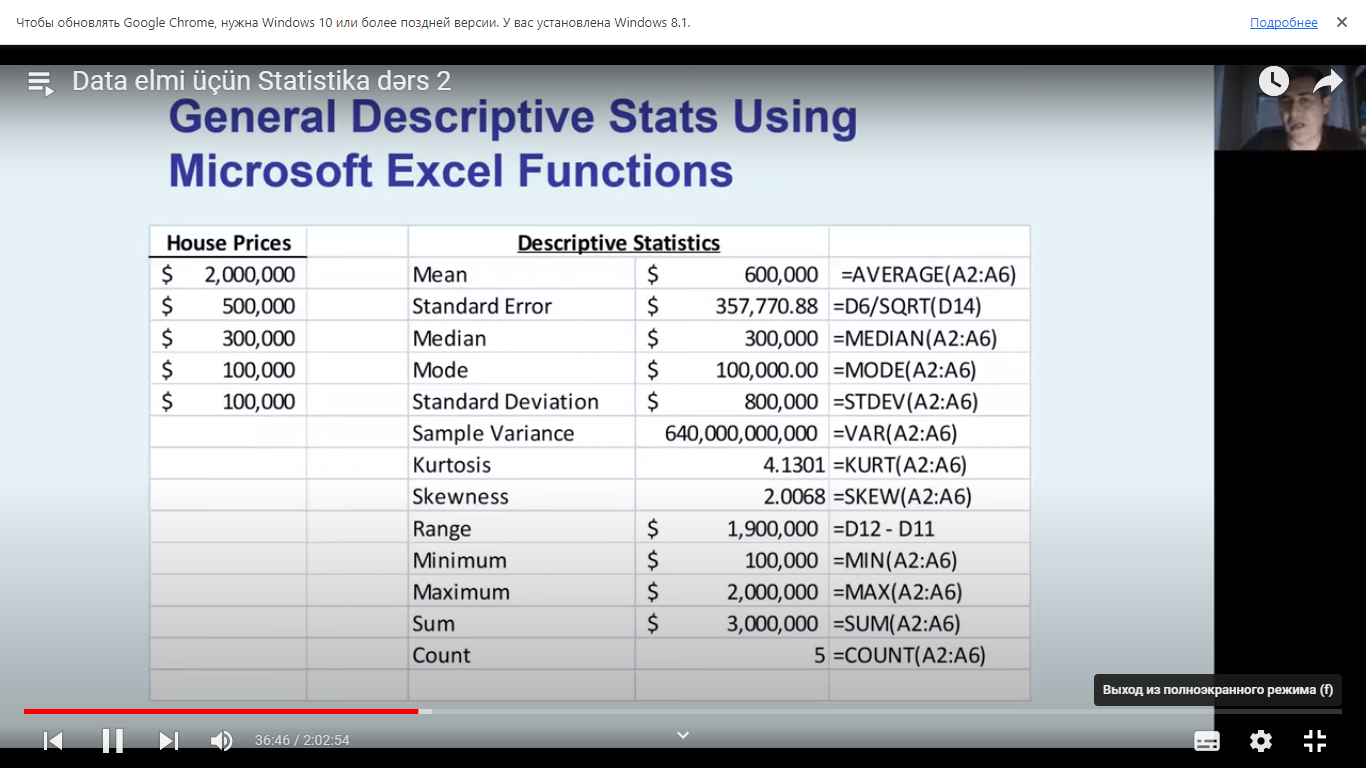 Чтобы обновлять Google Chrome, нужна Windows 10 или более поздней версии. У вас установлена Windows 8.1. Подробнее
Data elmi üçün Statistika dərs 2
General Descriptive Stats Using
Microsoft Excel Functions
House Prices Descriptive Statistics
$ 2,000,000 Mean $ 600,000 =AVERAGE(A2:A6)
$ 500,000 Standard Error $ 357,770.88 =D6/SQRT(D14)
$ 300,000 Median $ 300,000 =MEDIAN(A2:A6)
$ 100,000 Mode $ 100,000.00 =MODE(A2:A6)
$ 100,000 Standard Deviation $ 800,000 =STDEV(A2:A6)
Sample Variance 640,000,000,000 =VAR(A2:A6)
Kurtosis 4.1301 =KURT(A2:A6)
Skewness 2.0068 =SKEW(A2:A6)
Range $ 1,900,000 =D12 - D11
Minimum $ 100,000 =MIN(A2:A6)
Maximum $ 2,000,000 =MAX(A2:A6)
Sum $ 3,000,000 =SUM(A2:A6)
Count 5 =COUNT(A2:A6)
Выход из полноэкранного режима (f)
36:46 / 2:02:54